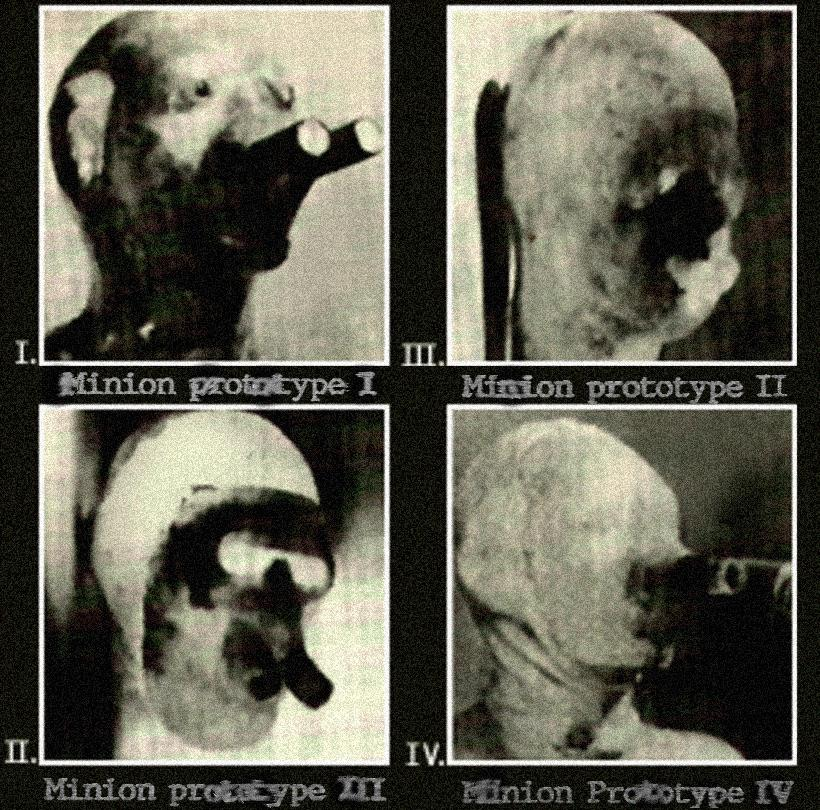 I.
Minion prototype I
III.
Minion prototype II
II.
Minion prototype III
IV.
Minion Prototype IV